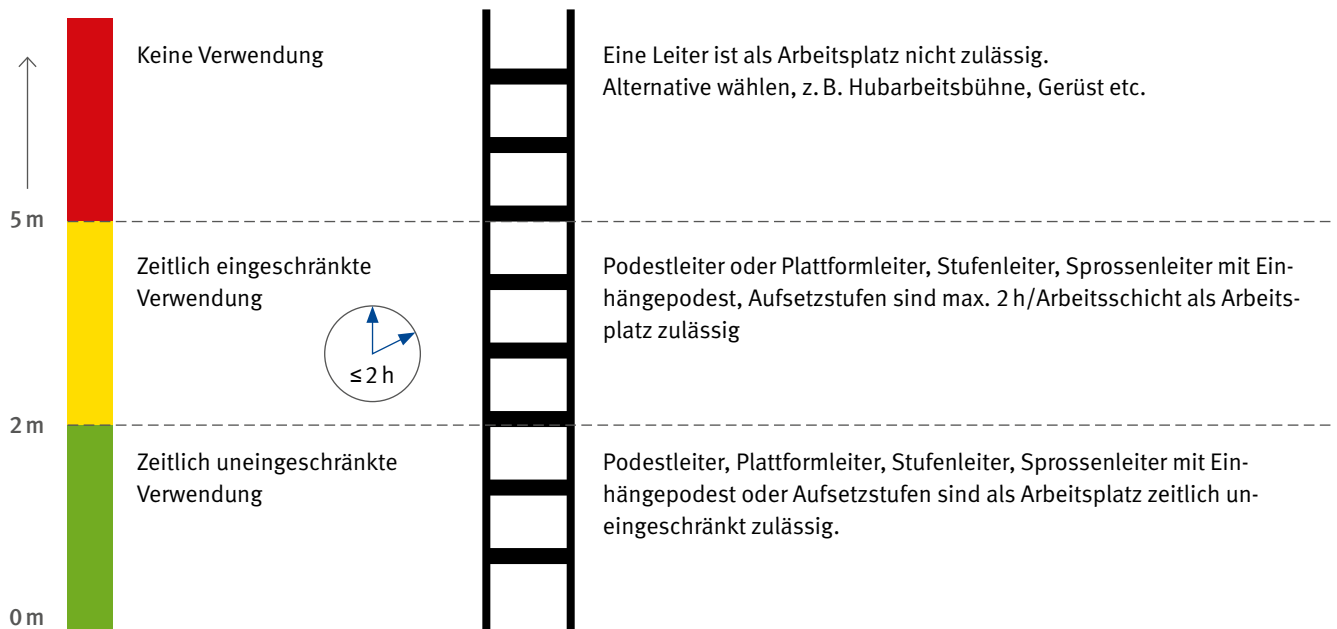 Keine Verwendung
Eine Leiter ist als Arbeitsplatz nicht zulässig.
Alternative wählen, z. B. Hubarbeitsbühne, Gerüst etc.
5 m
Zeitlich eingeschränkte
Verwendung
≤ 2 h
Podestleiter oder Plattformleiter, Stufenleiter, Sprossenleiter mit Ein-
hängepodest, Aufsetzstufen sind max. 2 h/Arbeitsschicht als Arbeits-
platz zulässig
2 m
Zeitlich uneingeschränkte
Verwendung
Podestleiter, Plattformleiter, Stufenleiter, Sprossenleiter mit Ein-
hängepodest oder Aufsetzstufen sind als Arbeitsplatz zeitlich un-
eingeschränkt zulässig.
0 m